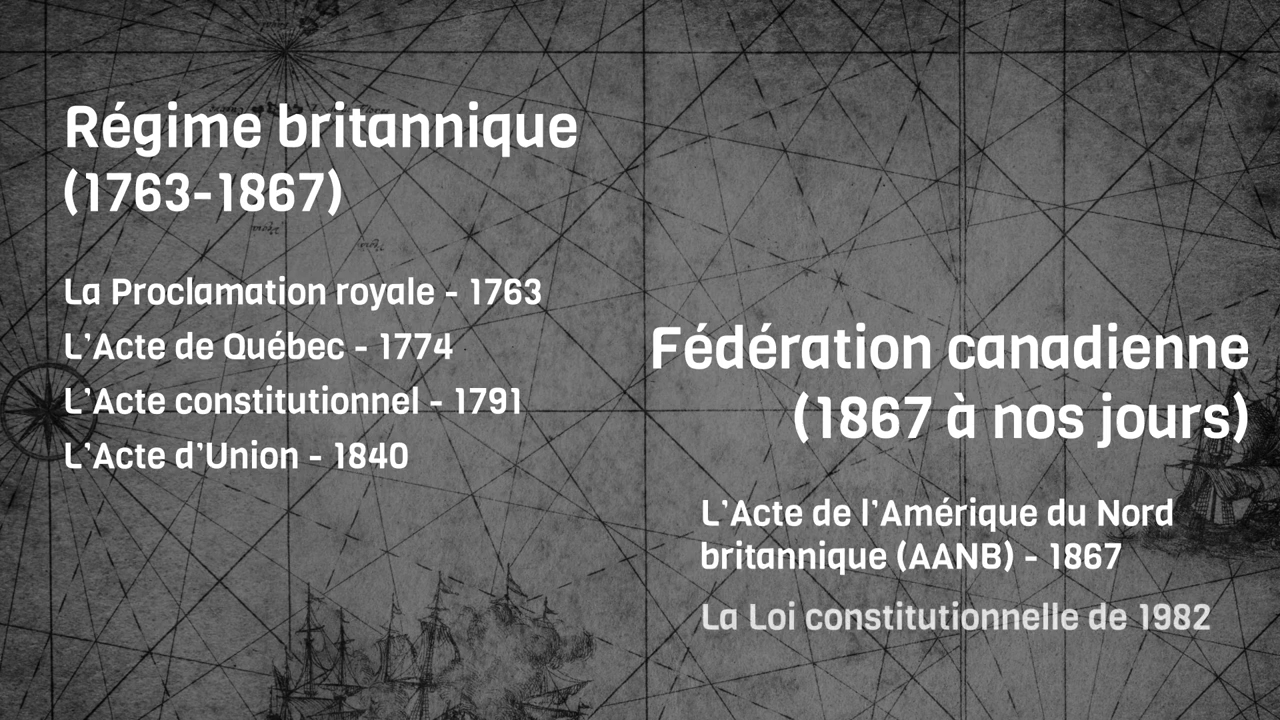 Régime britannique
(1763-1867)
La Proclamation royale - 1763
L’Acte de Québec - 1774
L’Acte constitutionnel - 1791
L’Acte d’Union - 1840
Fédération canadienne
(1867 à nos jours)
L’Acte de l’Amérique du Nord
britannique (AANB) - 1867
La Loi constitutionnelle de 1982